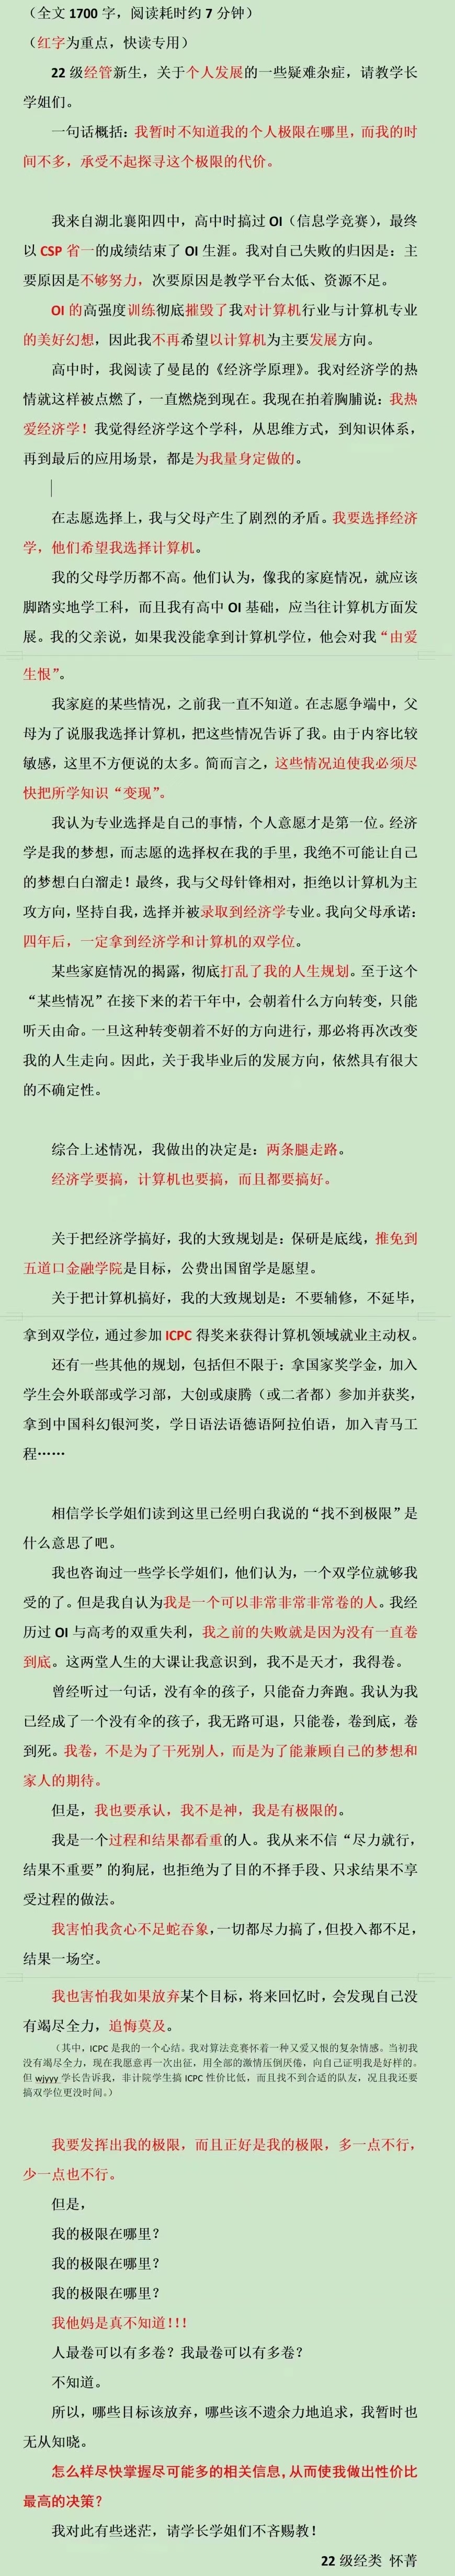 （全文 1700 字，阅读耗时约 7 分钟）
（红字为重点，快读专用）
22 级经管新生，关于个人发展的一些疑难杂症，请教学长
学姐们。
一句话概括：我暂时不知道我的个人极限在哪里，而我的时
间不多，承受不起探寻这个极限的代价。
我来自湖北襄阳四中，高中时搞过 OI（信息学竞赛），最终
以 CSP 省一的成绩结束了 OI 生涯。我对自己失败的归因是：主
要原因是不够努力，次要原因是教学平台太低、资源不足。
OI 的高强度训练彻底摧毁了我对计算机行业与计算机专业
的美好幻想，因此我不再希望以计算机为主要发展方向。
高中时，我阅读了曼昆的《经济学原理》。我对经济学的热
情就这样被点燃了，一直燃烧到现在。我现在拍着胸脯说：我热
爱经济学！我觉得经济学这个学科，从思维方式，到知识体系，
再到最后的应用场景，都是为我量身定做的。
在志愿选择上，我与父母产生了剧烈的矛盾。我要选择经济
学，他们希望我选择计算机。
我的父母学历都不高。他们认为，像我的家庭情况，就应该
脚踏实地学工科，而且我有高中 OI 基础，应当往计算机方面发
展。我的父亲说，如果我没能拿到计算机学位，他会对我“由爱
生恨”。
我家庭的某些情况，之前我一直不知道。在志愿争端中，父
母为了说服我选择计算机，把这些情况告诉了我。由于内容比较
敏感，这里不方便说的太多。简而言之，这些情况迫使我必须尽
快把所学知识“变现”。
我认为专业选择是自己的事情，个人意愿才是第一位。经济
学是我的梦想，而志愿的选择权在我的手里，我绝不可能让自己
的梦想白白溜走！最终，我与父母针锋相对，拒绝以计算机为主
攻方向，坚持自我，选择并被录取到经济学专业。我向父母承诺：
四年后，一定拿到经济学和计算机的双学位。
某些家庭情况的揭露，彻底打乱了我的人生规划。至于这个
“某些情况”在接下来的若干年中，会朝着什么方向转变，只能
听天由命。一旦这种转变朝着不好的方向进行，那必将再次改变
我的人生走向。因此，关于我毕业后的发展方向，依然具有很大
的不确定性。
综合上述情况，我做出的决定是：两条腿走路。
经济学要搞，计算机也要搞，而且都要搞好。
关于把经济学搞好，我的大致规划是：保研是底线，推免到
五道口金融学院是目标，公费出国留学是愿望。
关于把计算机搞好，我的大致规划是：不要辅修，不延毕，
拿到双学位，通过参加 ICPC 得奖来获得计算机领域就业主动权。
还有一些其他的规划，包括但不限于：拿国家奖学金，加入
学生会外联部或学习部，大创或康腾（或二者都）参加并获奖，
拿到中国科幻银河奖，学日语法语德语阿拉伯语，加入青马工
程……
相信学长学姐们读到这里已经明白我说的“找不到极限”是
什么意思了吧。
我也咨询过一些学长学姐们，他们认为，一个双学位就够我
受的了。但是我自认为我是一个可以非常非常非常卷的人。我经
历过 OI 与高考的双重失利，我之前的失败就是因为没有一直卷
到底。这两堂人生的大课让我意识到，我不是天才，我得卷。
曾经听过一句话，没有伞的孩子，只能奋力奔跑。我认为我
已经成了一个没有伞的孩子，我无路可退，只能卷，卷到底，卷
到死。我卷，不是为了干死别人，而是为了能兼顾自己的梦想和
家人的期待。
但是，我也要承认，我不是神，我是有极限的。
我是一个过程和结果都看重的人。我从来不信“尽力就行，
结果不重要”的狗屁，也拒绝为了目的不择手段、只求结果不享
受过程的做法。
我害怕我贪心不足蛇吞象，一切都尽力搞了，但投入都不足，
结果一场空。
我也害怕我如果放弃某个目标，将来回忆时，会发现自己没
有竭尽全力，追悔莫及。
（其中，ICPC 是我的一个心结。我对算法竞赛怀着一种又爱又恨的复杂情感。当初我
没有竭尽全力，现在我愿意再一次出征，用全部的激情压倒厌倦，向自己证明我是好样的。
但 wjyyy 学长告诉我，非计院学生搞 ICPC 性价比低，而且找不到合适的队友，况且我还要
搞双学位更没时间。）
我要发挥出我的极限，而且正好是我的极限，多一点不行，
少一点也不行。
但是，
我的极限在哪里？
我的极限在哪里？
我的极限在哪里？
我他妈是真不知道！！！
人最卷可以有多卷？我最卷可以有多卷？
不知道。
所以，哪些目标该放弃，哪些该不遗余力地追求，我暂时也
无从知晓。
怎么样尽快掌握尽可能多的相关信息，从而使我做出性价比
最高的决策？
我对此有些迷茫，请学长学姐们不吝赐教！
22 级经类 怀菁